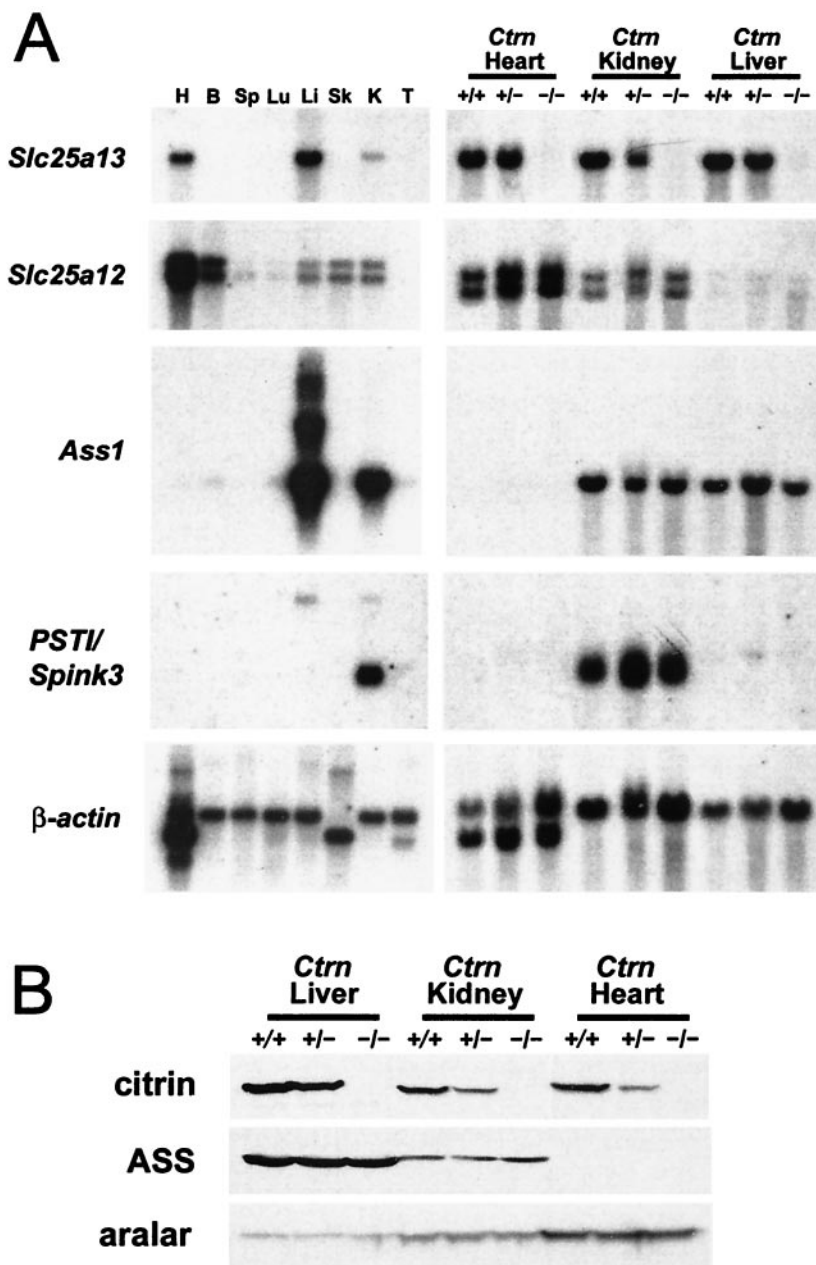 A
Ctrn Ctrn Ctrn
Heart Kidney Liver
H B Sp Lu Li Sk K T +/+ +/− −/− +/+ +/− −/− +/+ +/− −/−
Slc25a13
Slc25a12
Ass1
PSTI/
Spink3
β-actin
B
Ctrn Ctrn Ctrn
Liver Kidney Heart
+/+ +/− −/− +/+ +/− −/− +/+ +/− −/−
citrin
ASS
aralar